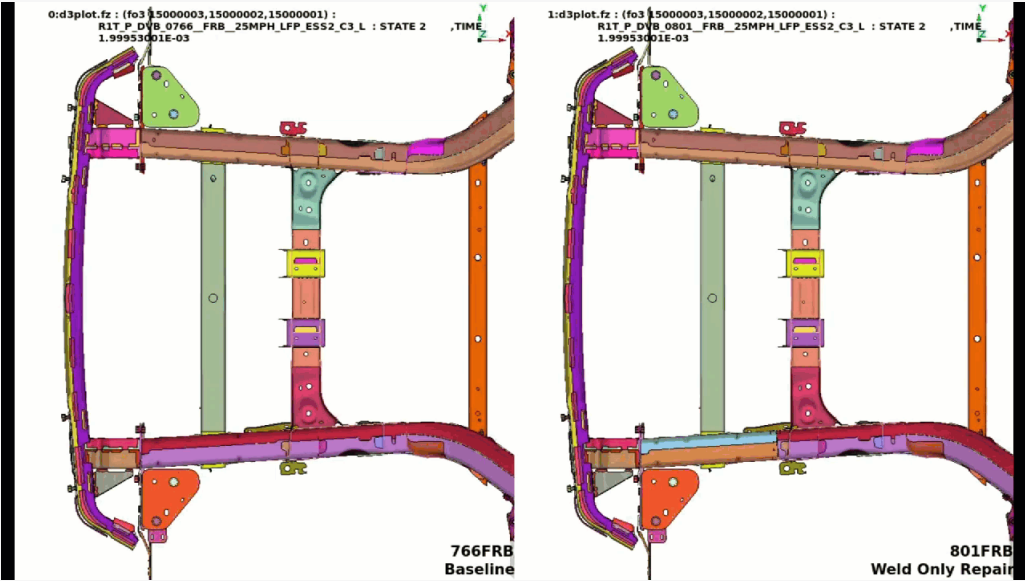 0:d3plot.fz : (fo3 15000003,15000002,15000001) :
R1T_P_DVB_0766__FRB__25MPH_LFP_ESS2_C3_L : STATE 2 ,TIME
1.99953001E-03
Y
Z
X
766FRB
Baseline
1:d3plot.fz : (fo3 15000003,15000002,15000001) :
R1T_P_DVB_0801__FRB__25MPH_LFP_ESS2_C3_L : STATE 2 ,TIME
1.99953001E-03
Y
Z
X
801FRB
Weld Only Repair